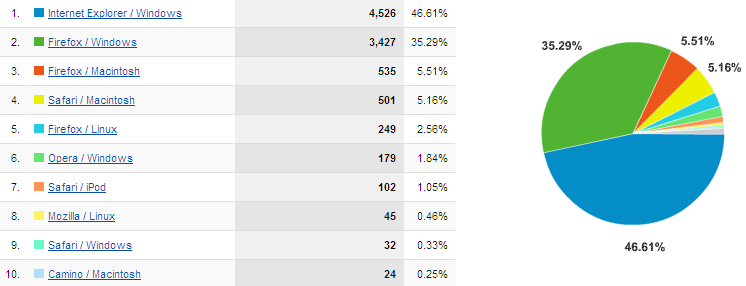 1. Internet Explorer / Windows 4,526 46.61%
2. Firefox / Windows 3,427 35.29%
3. Firefox / Macintosh 535 5.51%
4. Safari / Macintosh 501 5.16%
5. Firefox / Linux 249 2.56%
6. Opera / Windows 179 1.84%
7. Safari / iPod 102 1.05%
8. Mozilla / Linux 45 0.46%
9. Safari / Windows 32 0.33%
10. Camino / Macintosh 24 0.25%
35.29%
5.51%
5.16%
46.61%